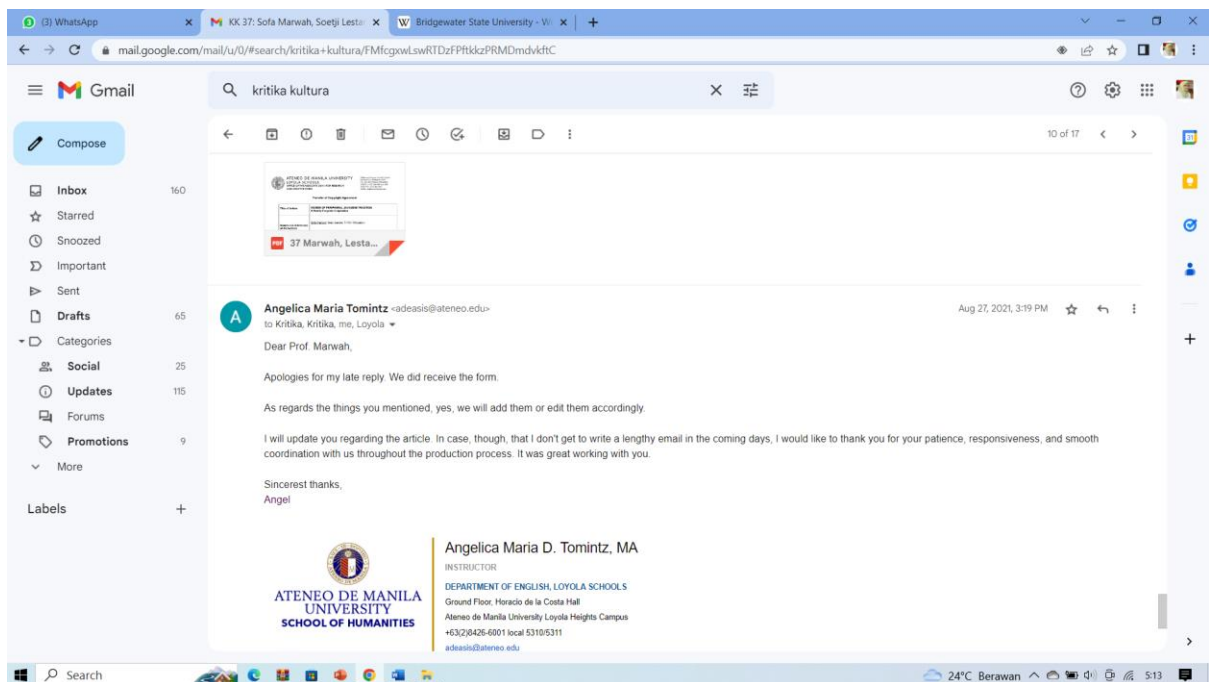 (3) WhatsApp
KK 37: Sofa Marwah, Soetji Lesta
W Bridgewater State University - W
mail.google.com/mail/u/0/#search/kritika+kultura/FMfcgxwLswRTDzFPftkkzPRMDmdvkftC
Gmail
kritika kultura
Compose
10 of 17
Inbox 160
Starred
Snoozed
Important
Sent
Drafts 65
Categories
Social 25
Updates 115
Forums
Promotions 9
More
Labels
ATENEO DE MANILA UNIVERSITY
PDF 37 Marwah, Lesta...
A
Angelica Maria Tomintz <adeasis@ateneo.edu>
Aug 27, 2021, 3:19 PM
to Kritika, Kritika, me, Loyola
Dear Prof. Marwah,
Apologies for my late reply. We did receive the form.
As regards the things you mentioned, yes, we will add them or edit them accordingly.
I will update you regarding the article. In case, though, that I don't get to write a lengthy email in the coming days, I would like to thank you for your patience, responsiveness, and smooth
coordination with us throughout the production process. It was great working with you.
Sincerest thanks,
Angel
ATENEO DE MANILA
UNIVERSITY
SCHOOL OF HUMANITIES
Angelica Maria D. Tomintz, MA
INSTRUCTOR
DEPARTMENT OF ENGLISH, LOYOLA SCHOOLS
Ground Floor, Horacio de la Costa Hall
Ateneo de Manila University Loyola Heights Campus
+63(2)8426-6001 local 5310/5311
adeasis@ateneo.edu
31
Search
24°C Berawan
5:13